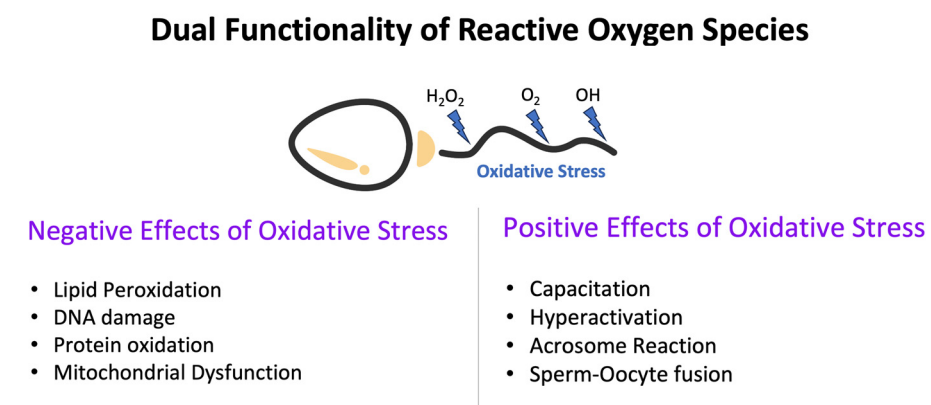 Dual Functionality of Reactive Oxygen Species
H₂O₂ O₂ OH
Oxidative Stress
Negative Effects of Oxidative Stress
• Lipid Peroxidation
• DNA damage
• Protein oxidation
• Mitochondrial Dysfunction
Positive Effects of Oxidative Stress
• Capacitation
• Hyperactivation
• Acrosome Reaction
• Sperm-Oocyte fusion